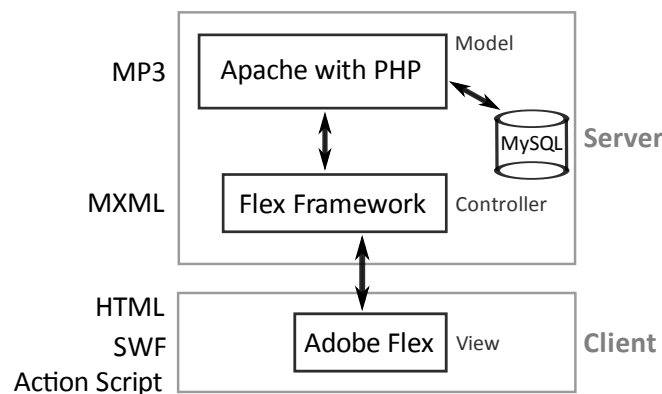 Model
MP3
Apache with PHP
MySQL
Server
MXML
Flex Framework
Controller
HTML
SWF
Adobe Flex
View
Client
Action Script